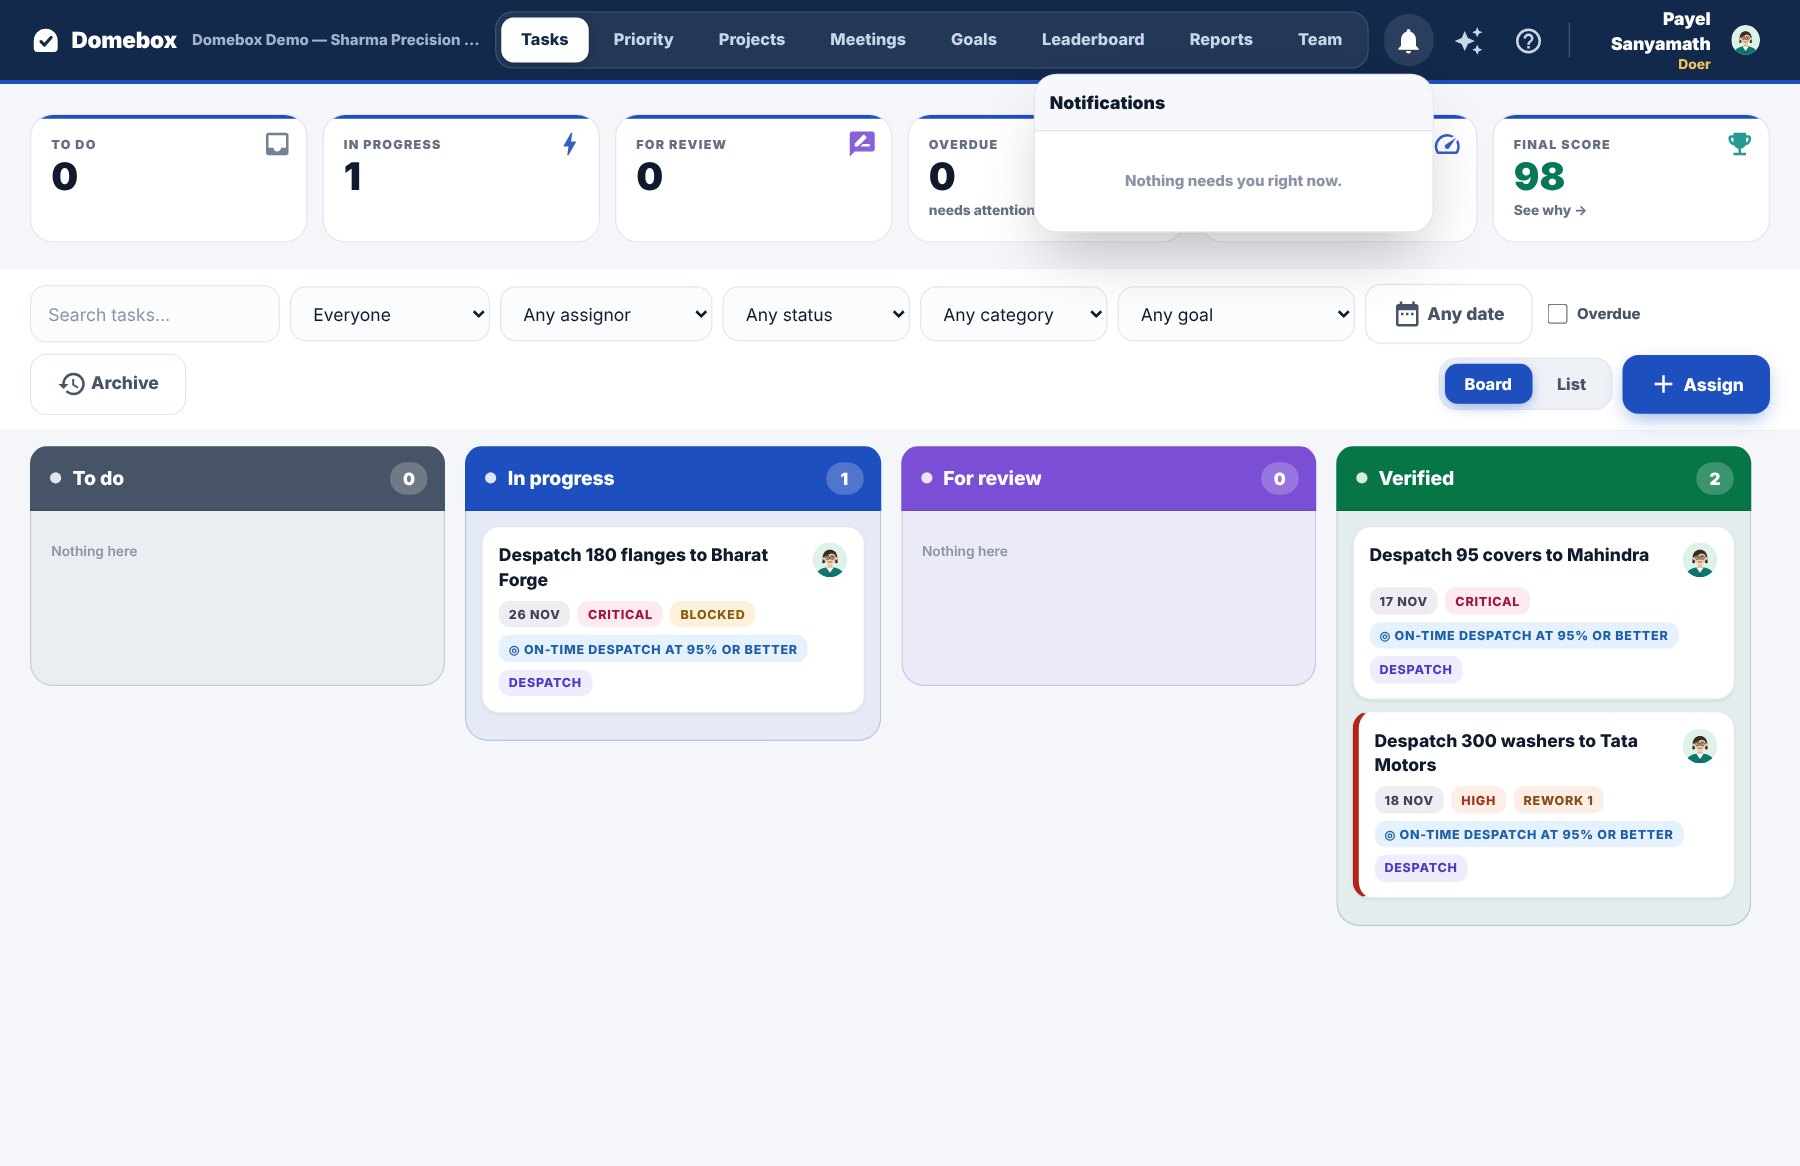 Domebox
Domebox Demo — Sharma Precision ...
Tasks
Priority
Projects
Meetings
Goals
Leaderboard
Reports
Team
Payel
Sanyamath
Doer
Notifications
Nothing needs you right now.
TO DO
0
IN PROGRESS
1
FOR REVIEW
0
OVERDUE
0
needs attention
FINAL SCORE
98
See why →
Search tasks...
Everyone
Any assignor
Any status
Any category
Any goal
Any date
Overdue
Archive
Board
List
+ Assign
To do
0
Nothing here
In progress
1
Despatch 180 flanges to Bharat
Forge
26 NOV
CRITICAL
BLOCKED
◎ ON-TIME DESPATCH AT 95% OR BETTER
DESPATCH
For review
0
Nothing here
Verified
2
Despatch 95 covers to Mahindra
17 NOV
CRITICAL
◎ ON-TIME DESPATCH AT 95% OR BETTER
DESPATCH
Despatch 300 washers to Tata
Motors
18 NOV
HIGH
REWORK 1
◎ ON-TIME DESPATCH AT 95% OR BETTER
DESPATCH